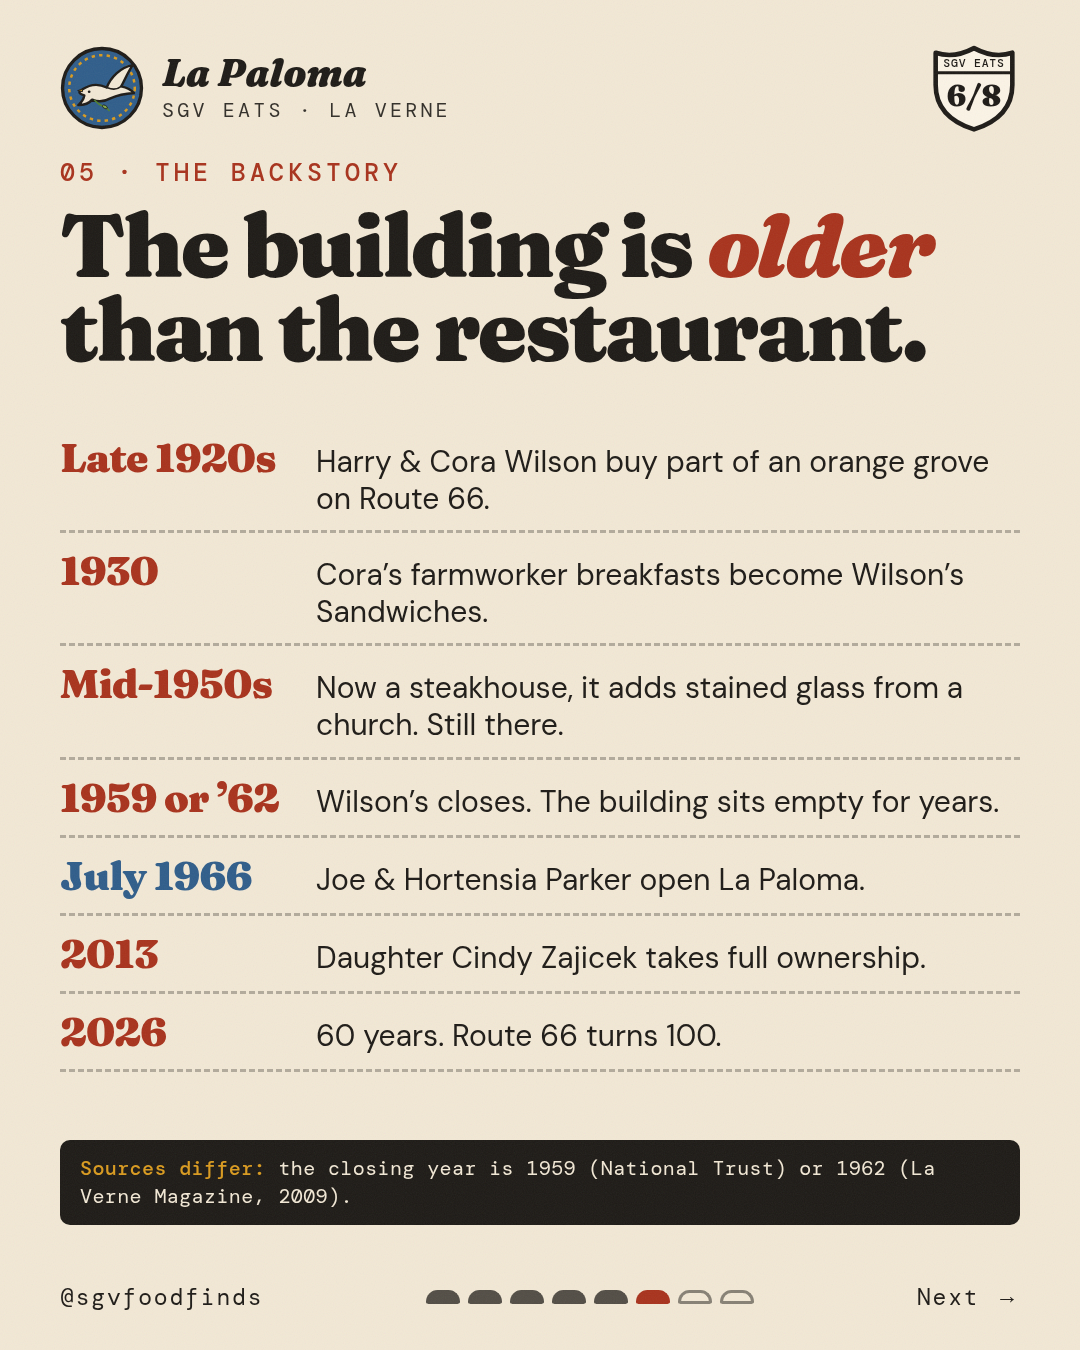 La Paloma
SGV EATS · LA VERNE
SGV EATS
6/8
05 · THE BACKSTORY
The building is older
than the restaurant.
Late 1920s
Harry & Cora Wilson buy part of an orange grove
on Route 66.
1930
Cora’s farmworker breakfasts become Wilson’s
Sandwiches.
Mid-1950s
Now a steakhouse, it adds stained glass from a
church. Still there.
1959 or ’62
Wilson’s closes. The building sits empty for years.
July 1966
Joe & Hortensia Parker open La Paloma.
2013
Daughter Cindy Zajicek takes full ownership.
2026
60 years. Route 66 turns 100.
Sources differ: the closing year is 1959 (National Trust) or 1962 (La
Verne Magazine, 2009).
@sgvfoodfinds
Next →